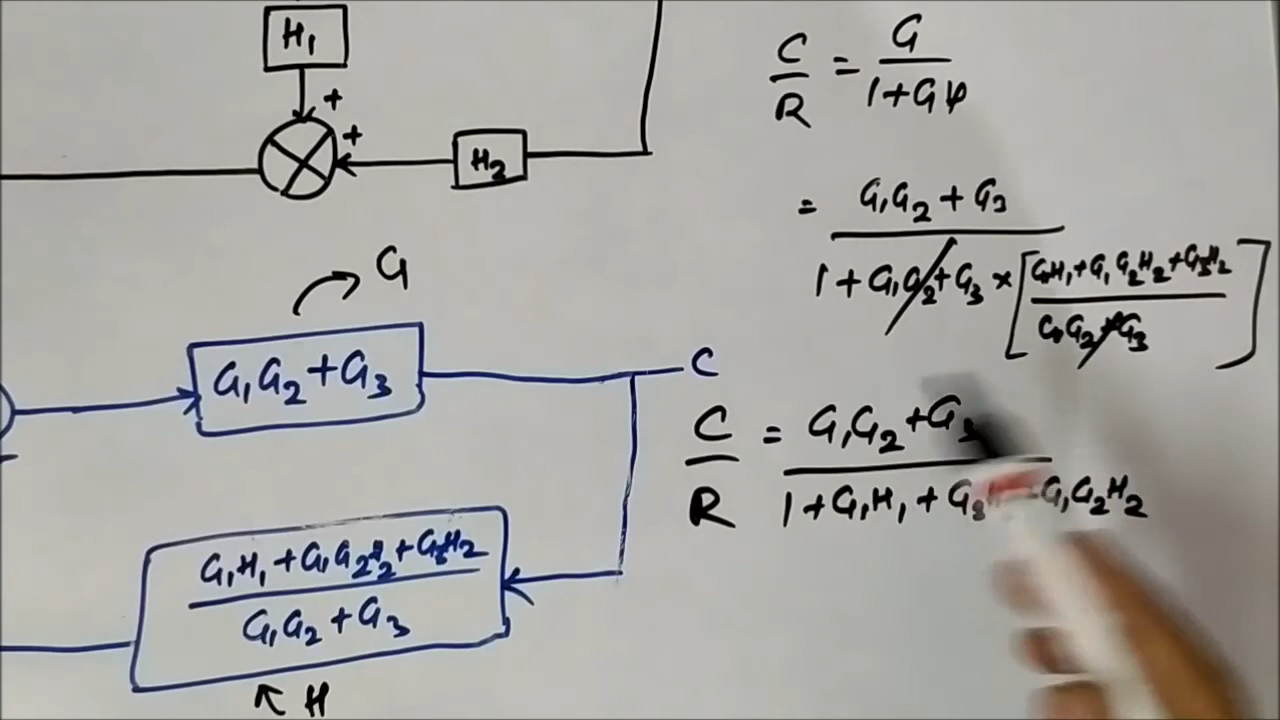 H₁
+
+
H₂
G
G₁G₂ + G₃
C
G₁H₁ + G₁G₂H₂ + G₃H₂
G₁G₂ + G₃
H
C/R = G/(1+GH)
= G₁G₂ + G₃
1 + G₁G₂ + G₃ × [G₁H₁ + G₁G₂H₂ + G₃H₂
G₁G₂ + G₃]
C/R = G₁G₂ + G₃
1 + G₁H₁ + G₃H + G₁G₂H₂